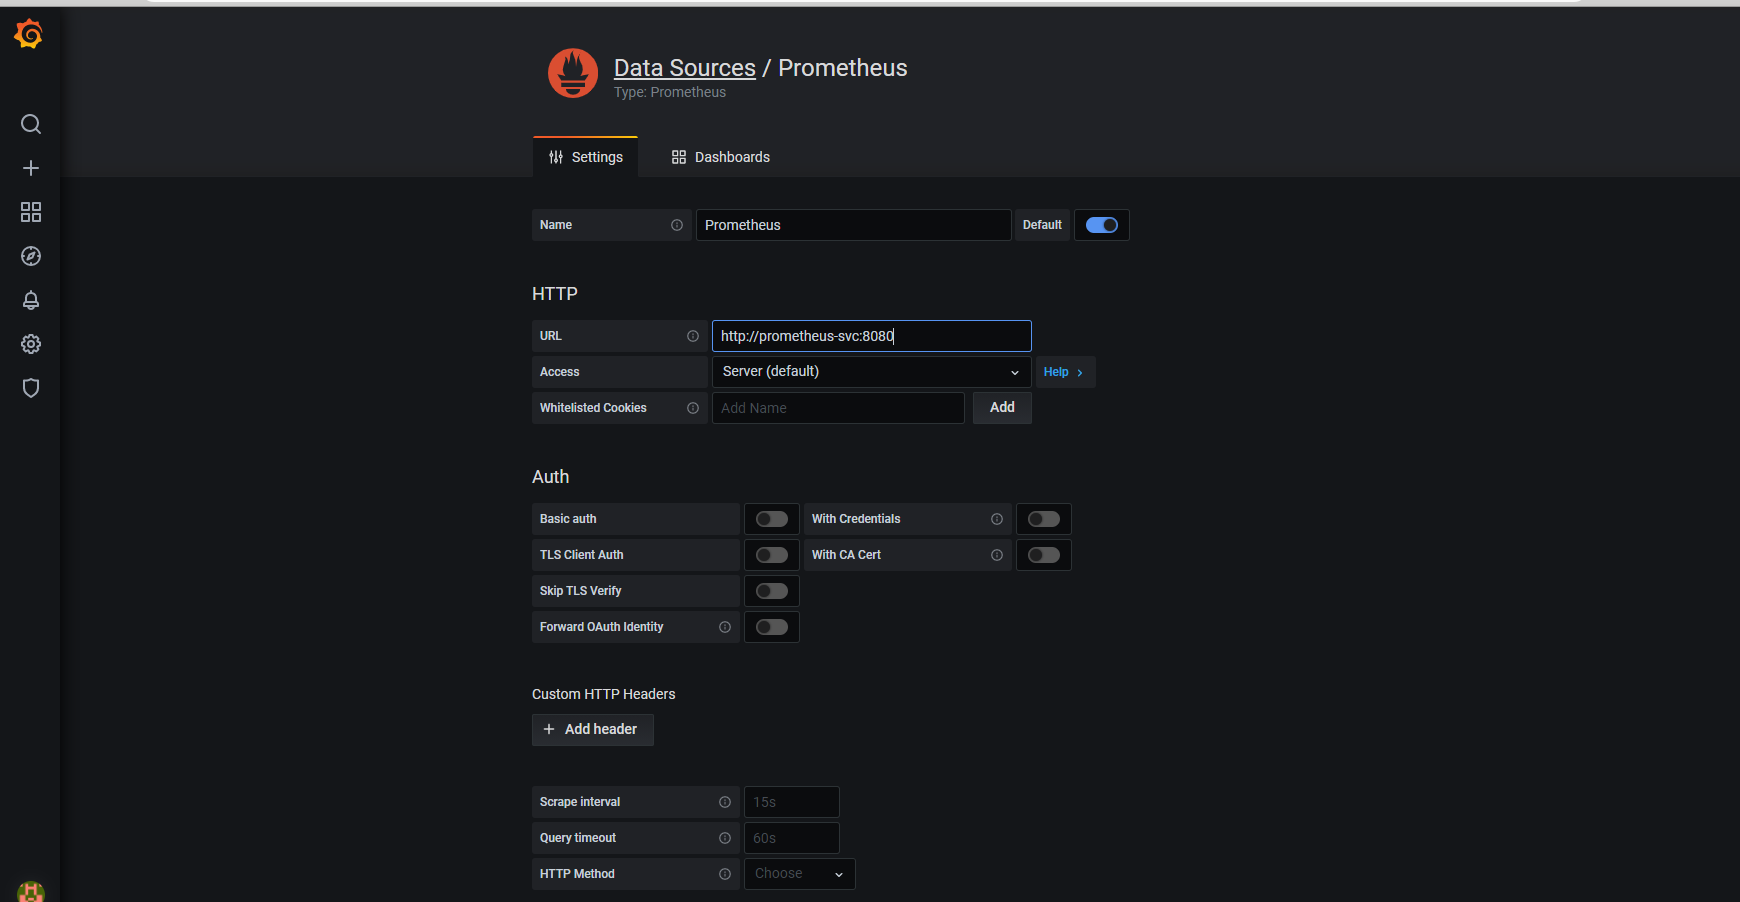 Data Sources / Prometheus
Type: Prometheus
Settings
Dashboards
Name
Prometheus
Default
HTTP
URL
http://prometheus-svc:8080
Access
Server (default)
Help
Whitelisted Cookies
Add Name
Add
Auth
Basic auth
With Credentials
TLS Client Auth
With CA Cert
Skip TLS Verify
Forward OAuth Identity
Custom HTTP Headers
Add header
Scrape interval
15s
Query timeout
60s
HTTP Method
Choose